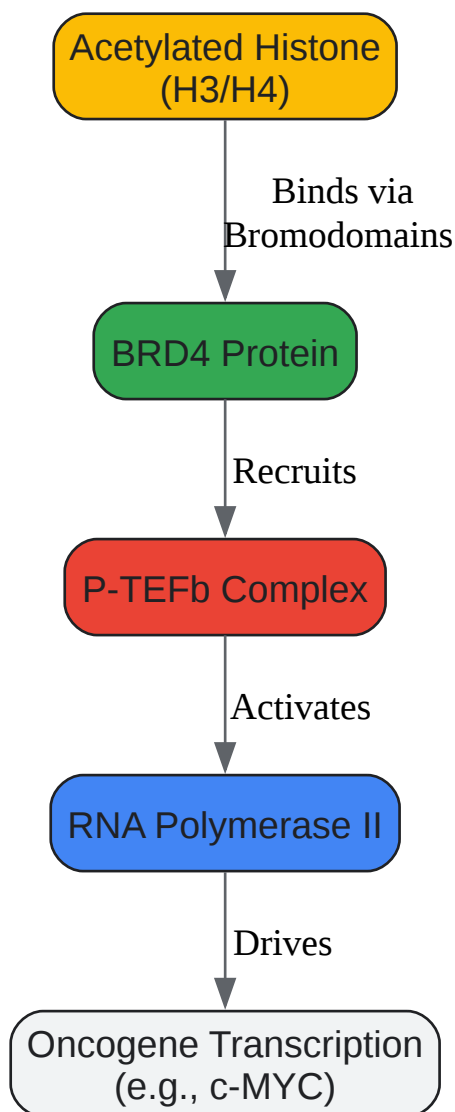 Acetylated Histone
(H3/H4)
Binds via
Bromodomains
BRD4 Protein
Recruits
P-TEFb Complex
Activates
RNA Polymerase II
Drives
Oncogene Transcription
(e.g., c-MYC)